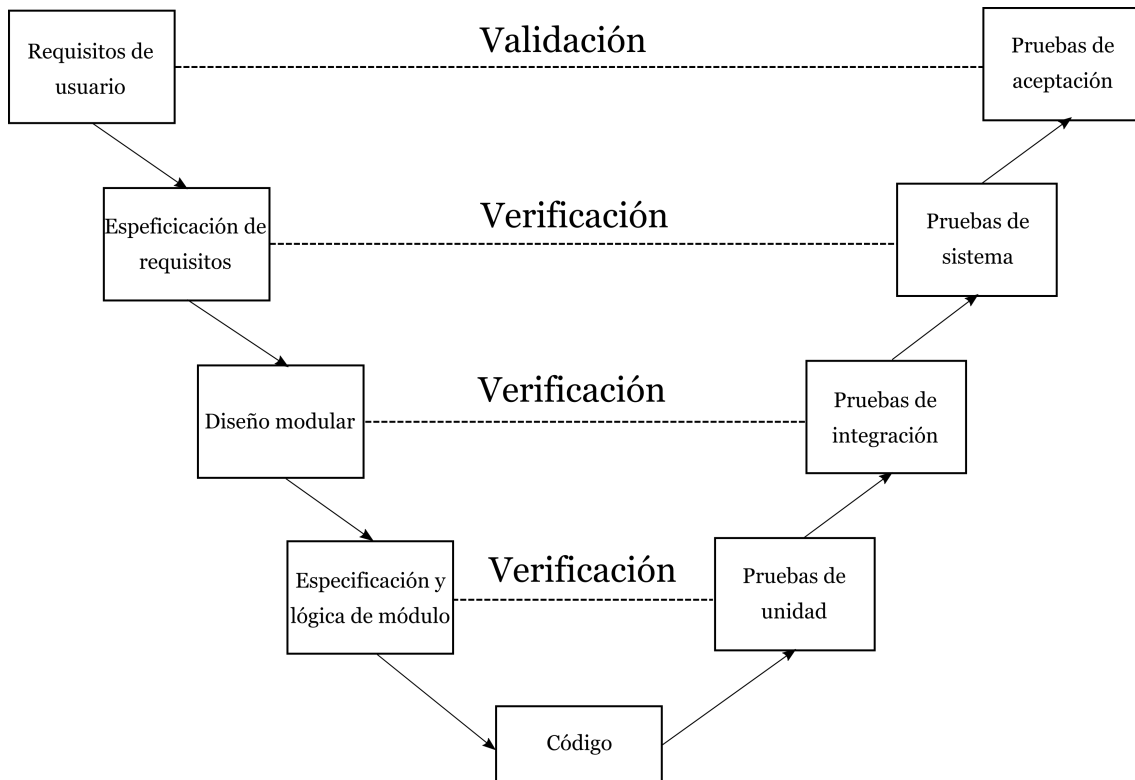 Requisitos de
usuario
Validación
Pruebas de
aceptación
Espeficicación de
requisitos
Verificación
Pruebas de
sistema
Diseño modular
Verificación
Pruebas de
integración
Especificación y
lógica de módulo
Verificación
Pruebas de
unidad
Código